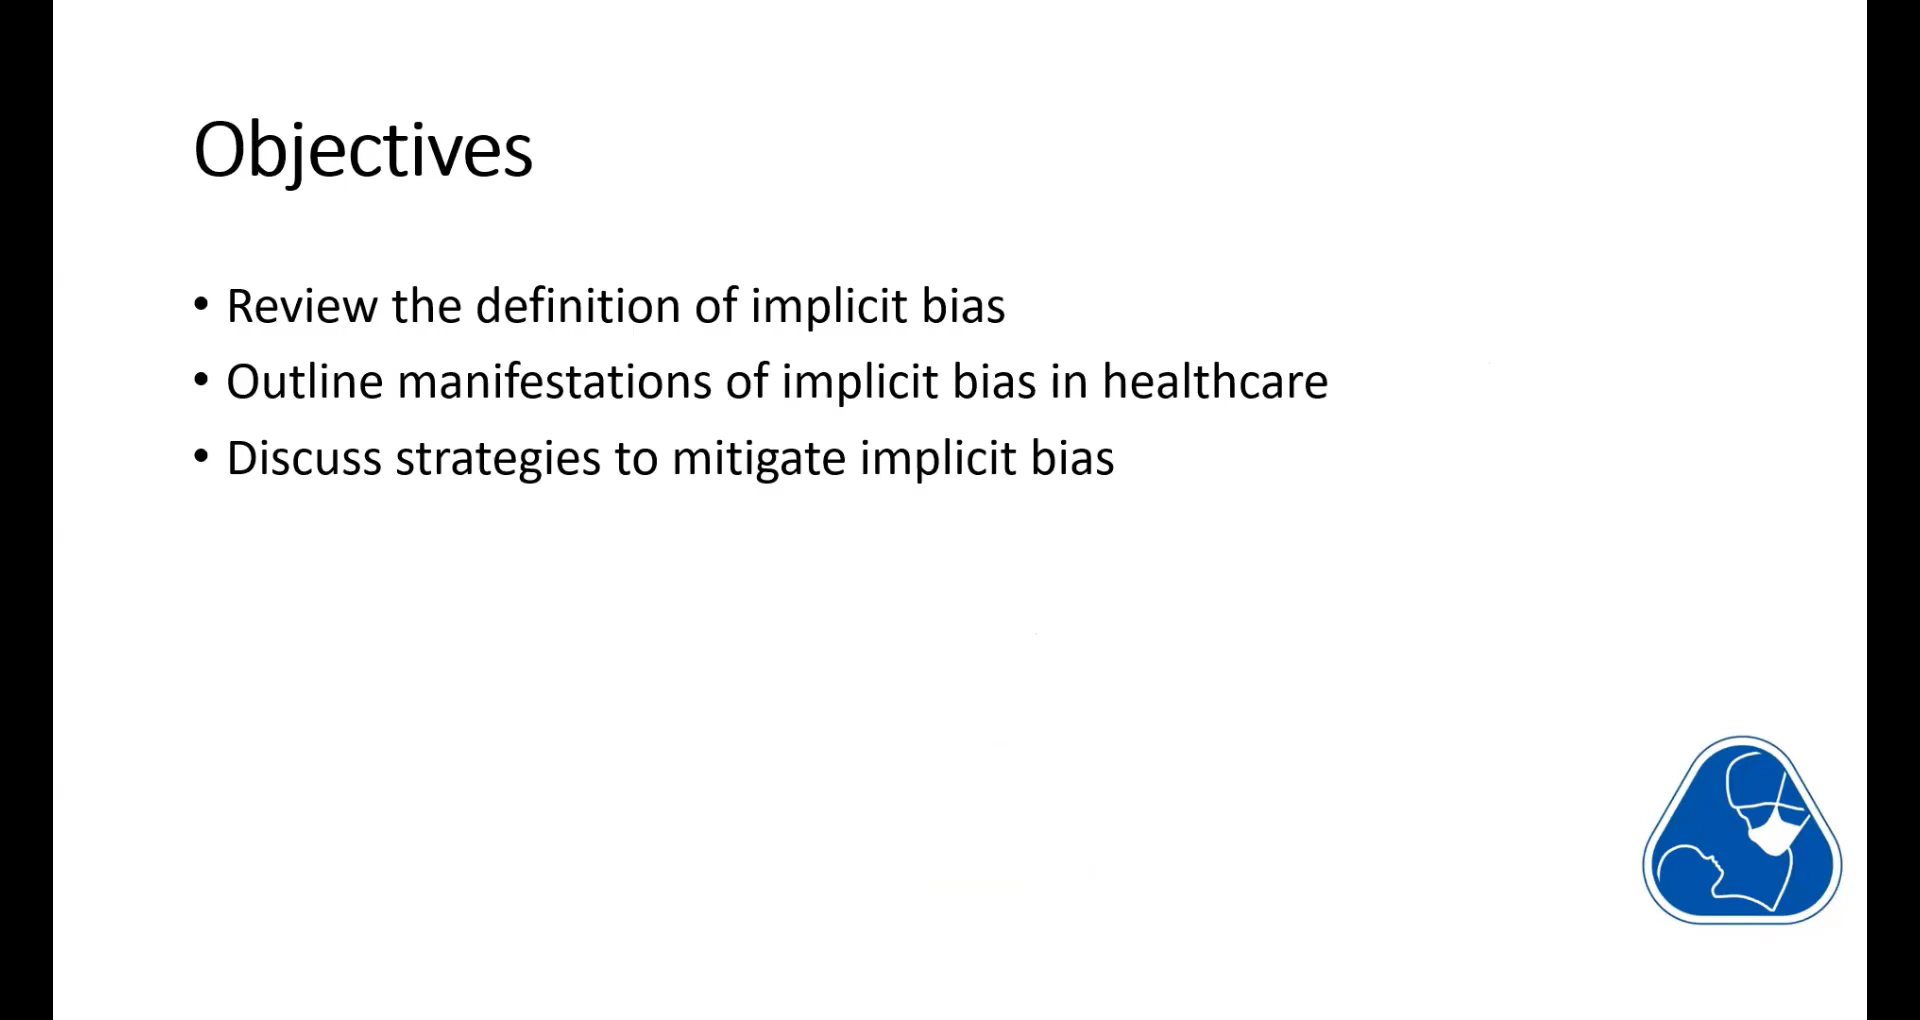 Objectives
• Review the definition of implicit bias
• Outline manifestations of implicit bias in healthcare
• Discuss strategies to mitigate implicit bias